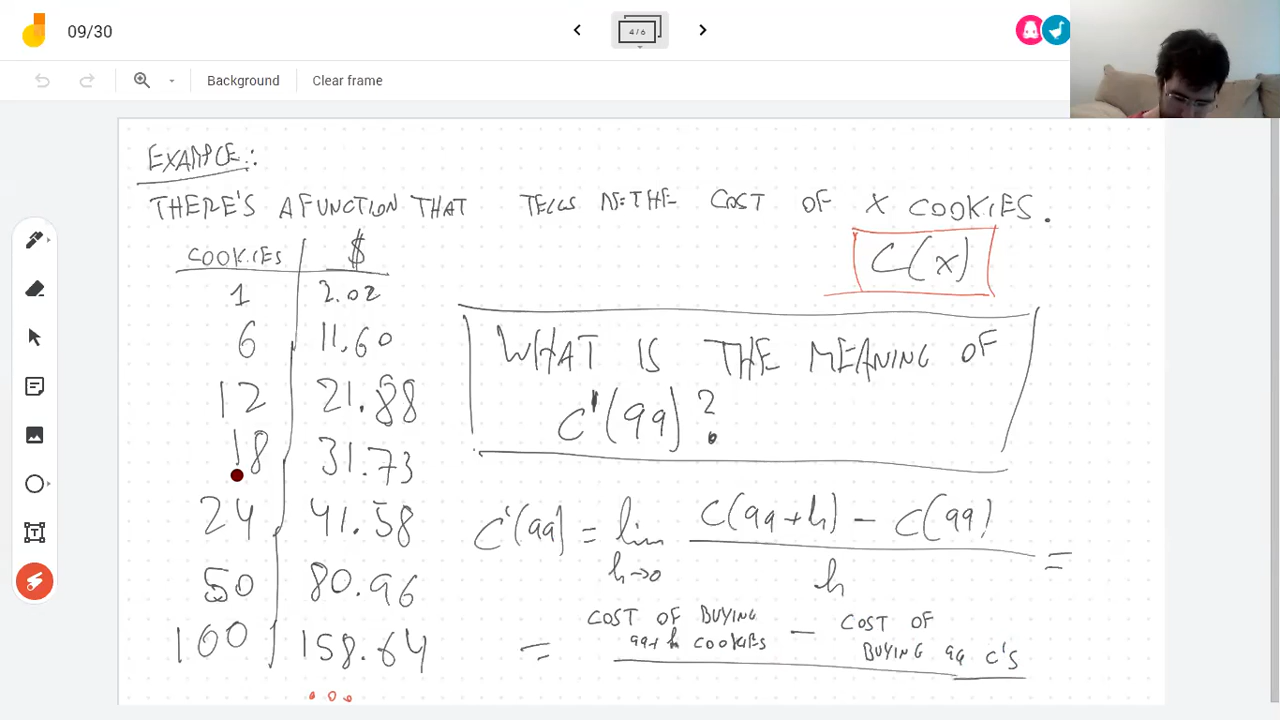 09/30
4/6
Background
Clear frame
EXAMPLE:
THERE'S A FUNCTION THAT TELLS THE COST OF X COOKIES.
COOKIES $
C(x)
1 2.02
6 11.60
12 21.88
18 31.73
24 41.58
50 80.96
100 158.64
...
WHAT IS THE MEANING OF
C'(99)?
C'(99) = lim h→0 C(99+h) - C(99) / h =
= COST OF BUYING 99+h COOKIES - COST OF BUYING 99 C'S